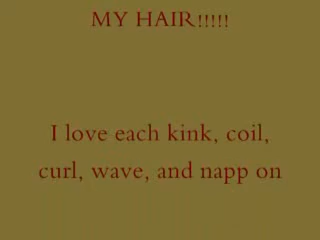 MY HAIR!!!!!
I love each kink, coil,
curl, wave, and napp on